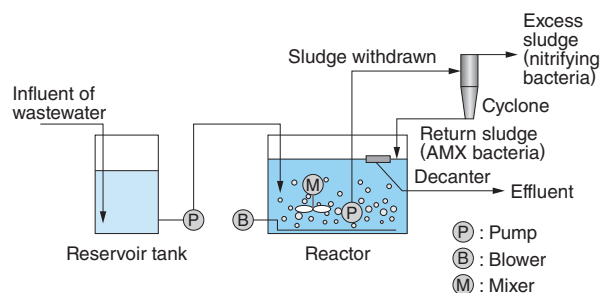 Influent of
wastewater
Reservoir tank
P
B
M
P
Reactor
Sludge withdrawn
Excess
sludge
(nitrifying
bacteria)
Cyclone
Return sludge
(AMX bacteria)
Decanter
Effluent
P : Pump
B : Blower
M : Mixer